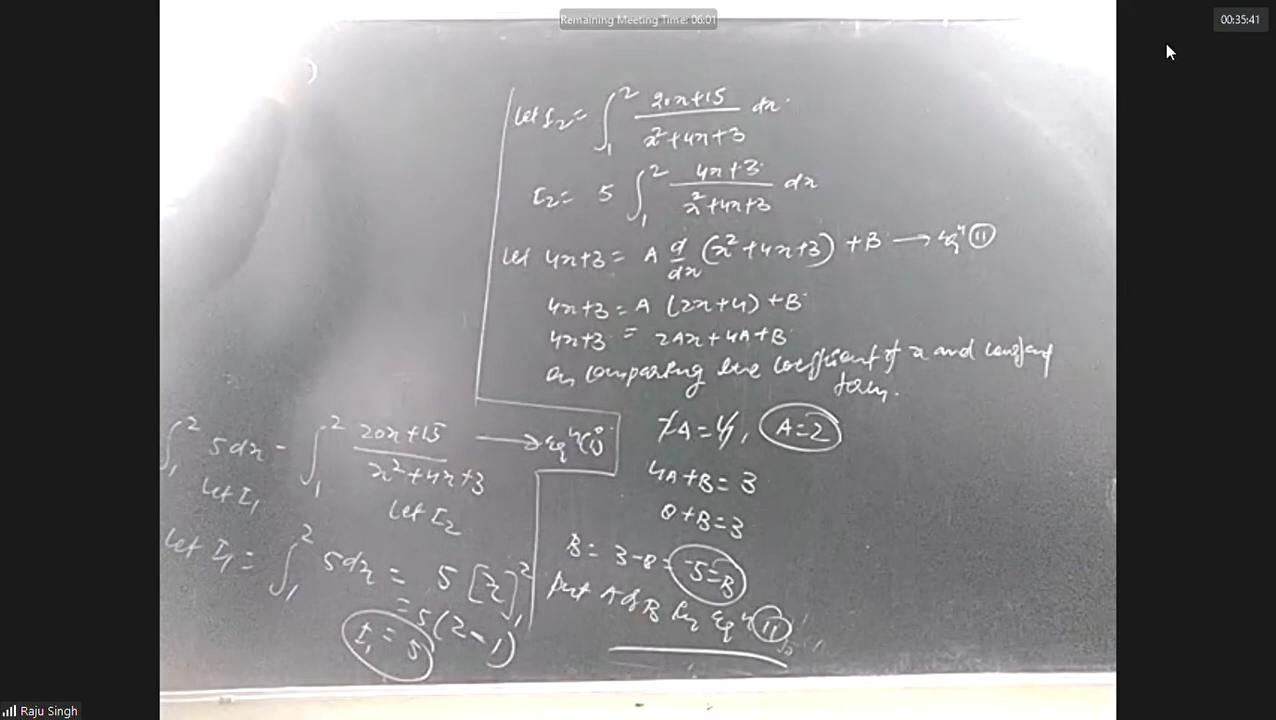 Remaining Meeting Time: 06:01
00:35:41
Let I₂ = ∫₁² (20x+15)/(x²+4x+3) dx
I₂ = 5 ∫₁² (4x+3)/(x²+4x+3) dx
Let 4x+3 = A d/dx (x²+4x+3) + B → Eqⁿ (II)
4x+3 = A (2x+4) + B
4x+3 = 2Ax+4A+B
on comparing the coefficient of x and constant
term.
2A = 4, A=2
4A+B = 3
8+B=3
B = 3-8 = -5=B
Put A & B in Eqⁿ (II)
∫₁² 5dx - ∫₁² (20x+15)/(x²+4x+3) → Eqⁿ (i)
Let I₁ Let I₂
Let I₁ = ∫₁² 5dx = 5 [x]₁²
= 5(2-1)
I₁ = 5
Raju Singh